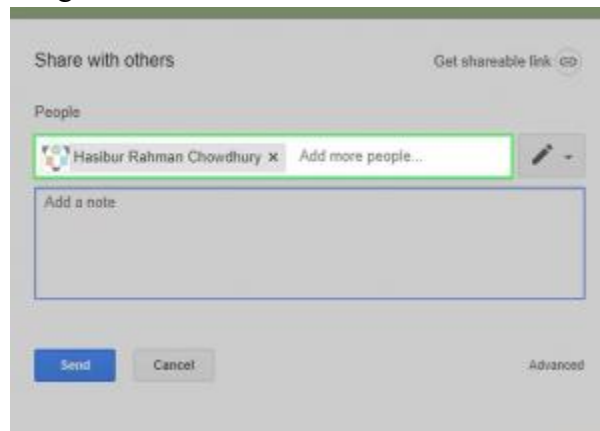 Share with others
Get shareable link
People
Hasibur Rahman Chowdhury × Add more people...
Add a note
Send Cancel
Advanced